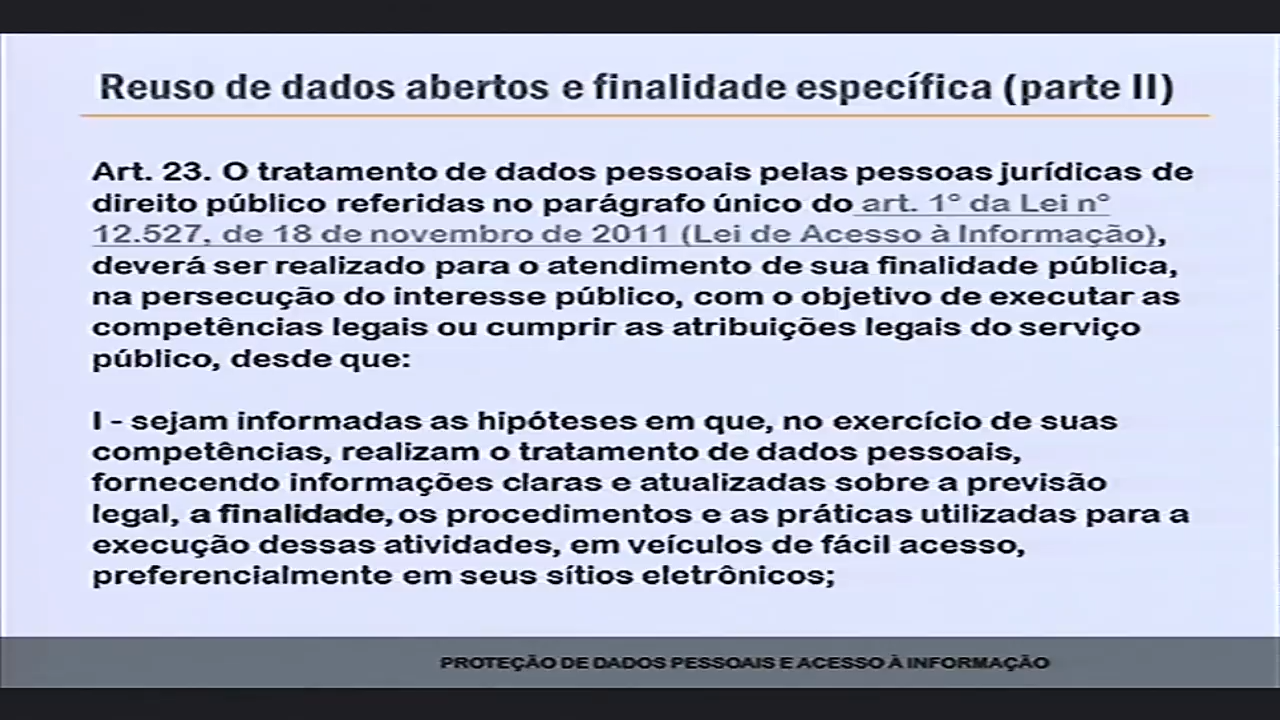 Reuso de dados abertos e finalidade específica (parte II)
Art. 23. O tratamento de dados pessoais pelas pessoas jurídicas de
direito público referidas no parágrafo único do art. 1º da Lei nº
12.527, de 18 de novembro de 2011 (Lei de Acesso à Informação),
deverá ser realizado para o atendimento de sua finalidade pública,
na persecução do interesse público, com o objetivo de executar as
competências legais ou cumprir as atribuições legais do serviço
público, desde que:
I - sejam informadas as hipóteses em que, no exercício de suas
competências, realizam o tratamento de dados pessoais,
fornecendo informações claras e atualizadas sobre a previsão
legal, a finalidade, os procedimentos e as práticas utilizadas para a
execução dessas atividades, em veículos de fácil acesso,
preferencialmente em seus sítios eletrônicos;
PROTEÇÃO DE DADOS PESSOAIS E ACESSO À INFORMAÇÃO